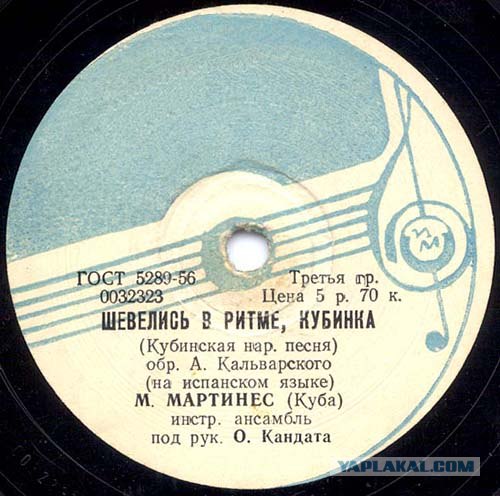 ИМ
ГОСТ 5289-56 Третья гр.
0032323 Цена 5 р. 70 к.
ШЕВЕЛИСЬ В РИТМЕ, КУБИНКА
(Кубинская нар. песня)
обр. А. Кальварского
(на испанском языке)
М. МАРТИНЕС (Куба)
инстр. ансамбль
под рук. О. Кандата
YAPLAKAL.COM